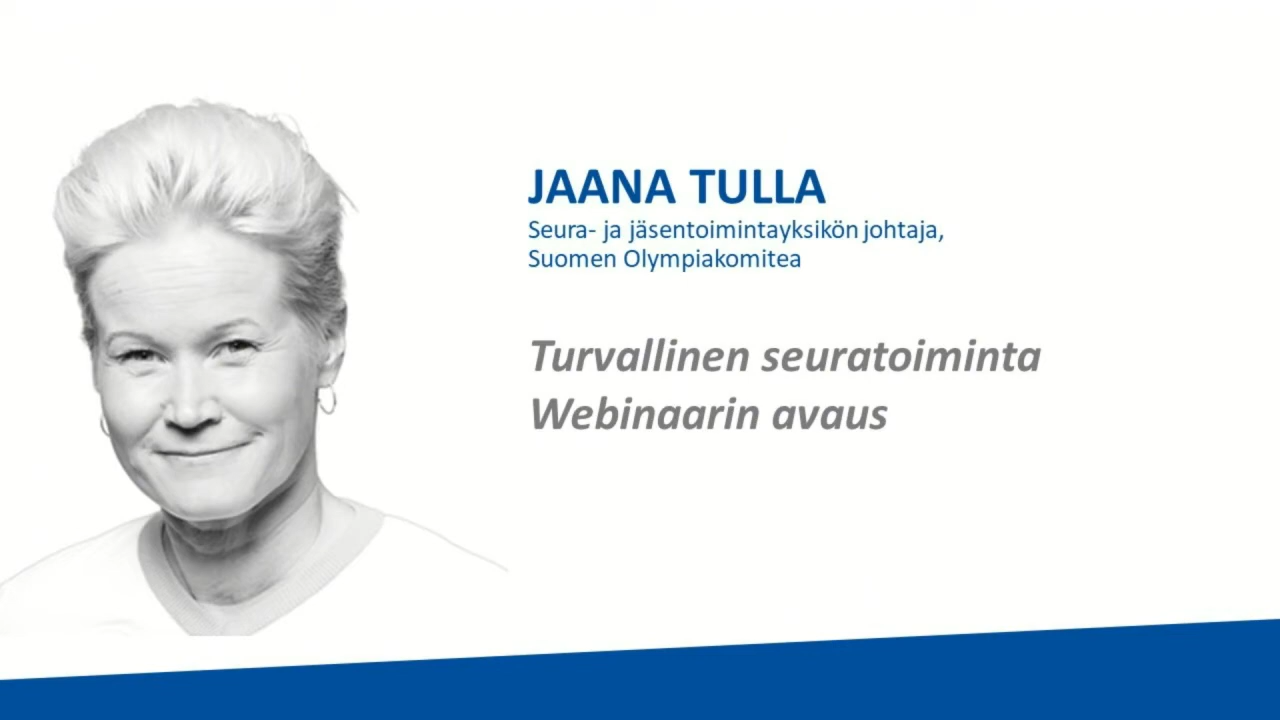 JAANA TULLA
Seura- ja jäsentoimintayksikön johtaja,
Suomen Olympiakomitea
Turvallinen seuratoiminta
Webinaarin avaus